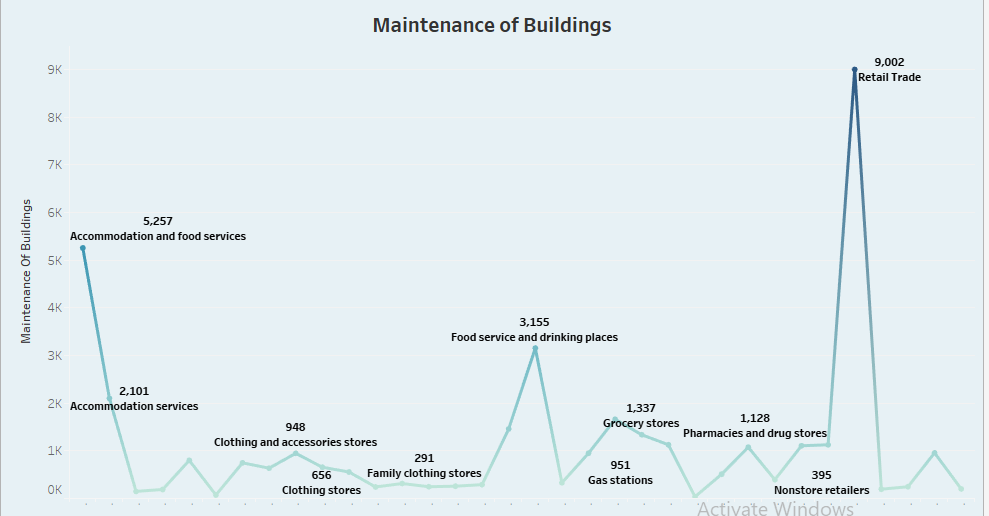 Maintenance of Buildings
Maintenance Of Buildings
9K
8K
7K
6K
5K
4K
3K
2K
1K
0K
5,257
Accommodation and food services
2,101
Accommodation services
948
Clothing and accessories stores
656
Clothing stores
291
Family clothing stores
3,155
Food service and drinking places
951
Gas stations
1,337
Grocery stores
1,128
Pharmacies and drug stores
395
Nonstore retailers
9,002
Retail Trade
Activate Windows